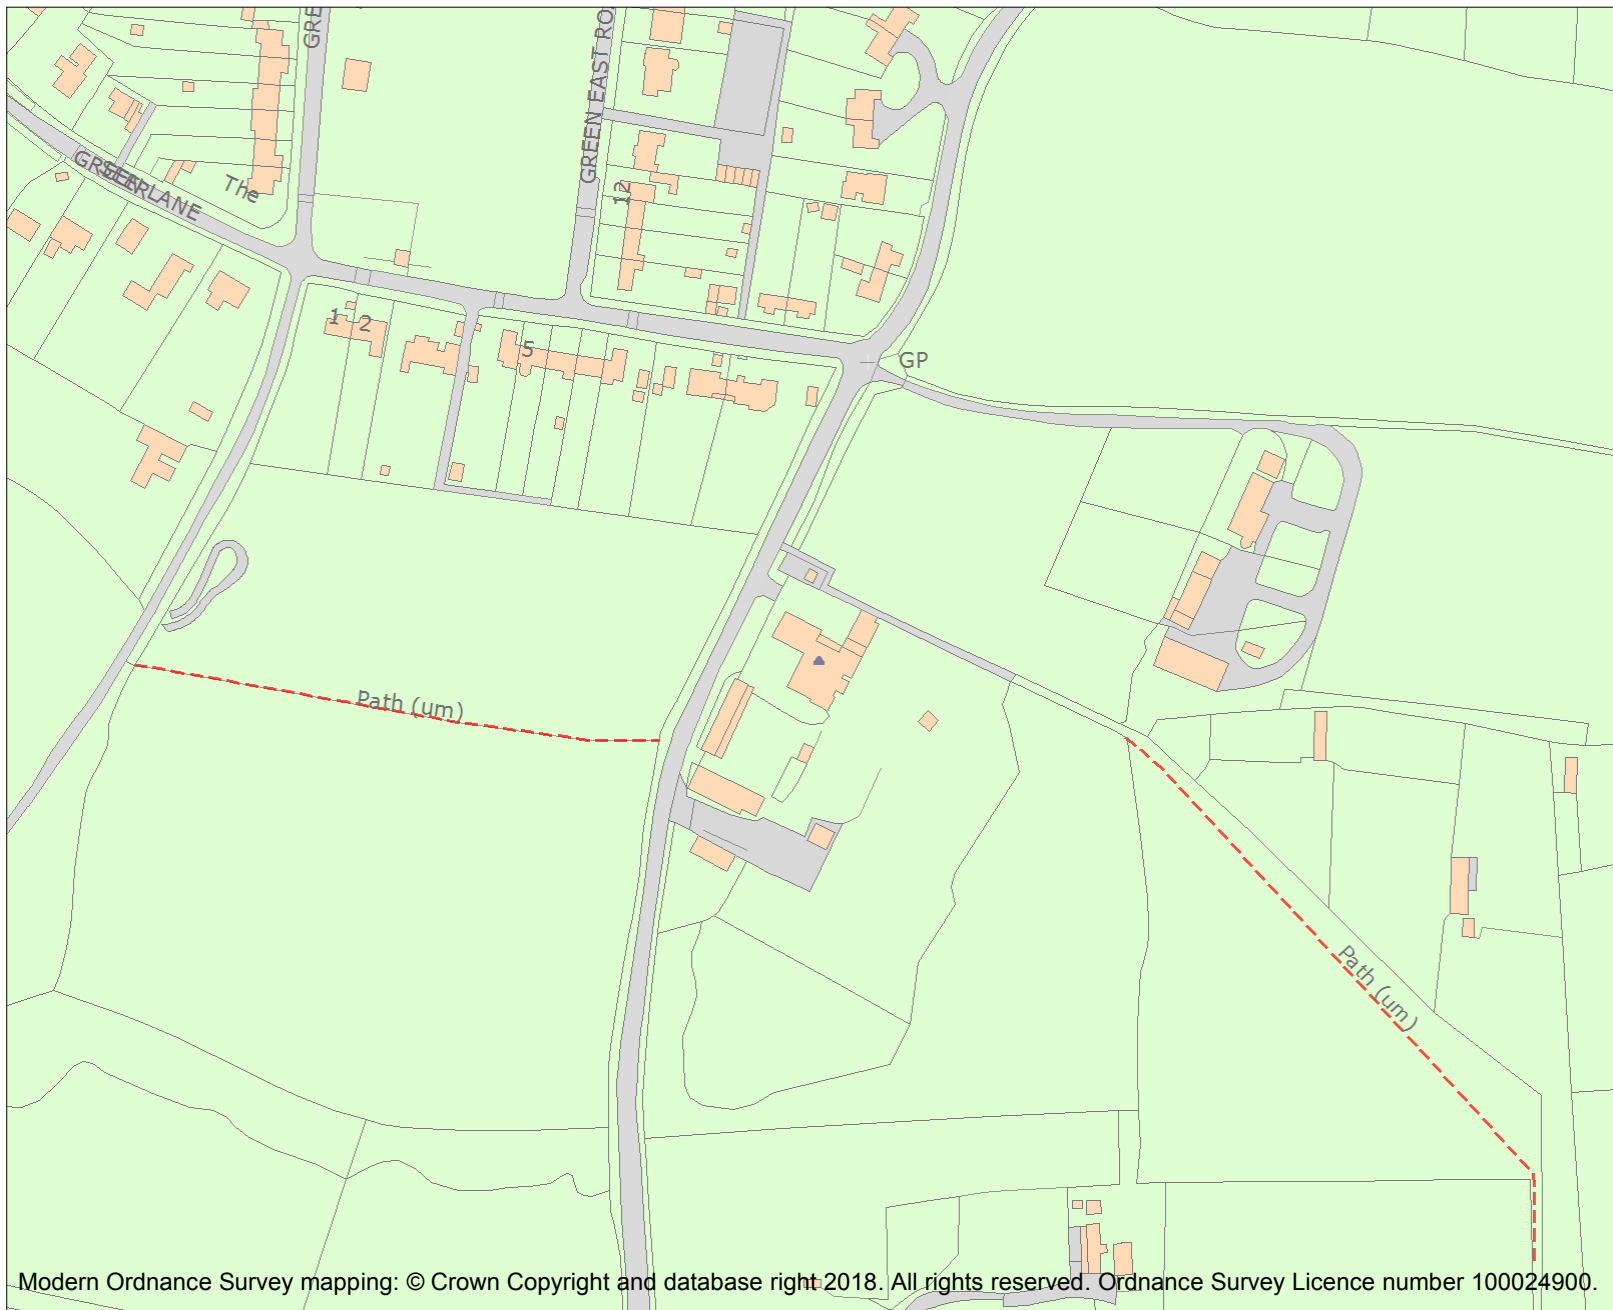 GRE
GREEN EAST RO
The
LANE
12
1
2
5
GP
Path (um)
Path (um)
Modern Ordnance Survey mapping: © Crown Copyright and database right 2018. All rights reserved. Ordnance Survey Licence number 100024900.